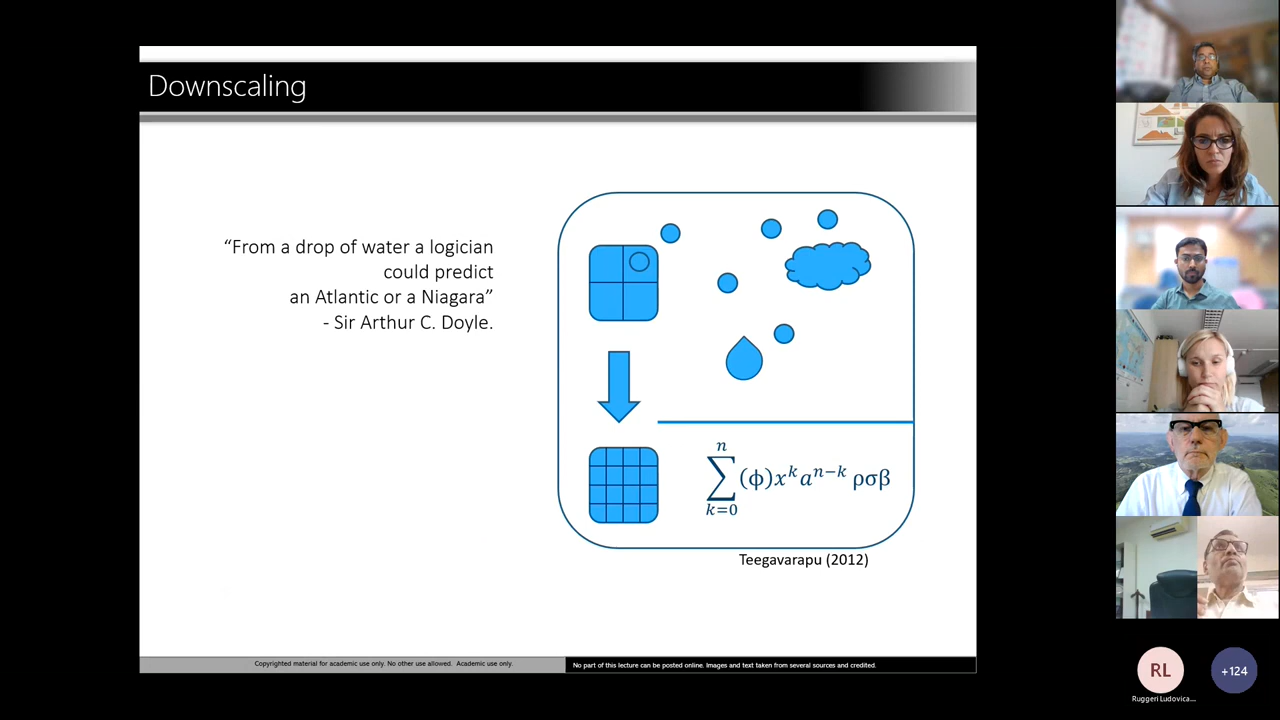 Downscaling
“From a drop of water a logician
could predict
an Atlantic or a Niagara”
- Sir Arthur C. Doyle.
n
∑(ϕ)xᵏaⁿ⁻ᵏ ρσβ
k=0
Teegavarapu (2012)
Copyrighted material for academic use only. No other use allowed.  Academic use only.
No part of this lecture can be posted online. Images and text taken from several sources and credited.
RL
+124
Ruggeri Ludovica...